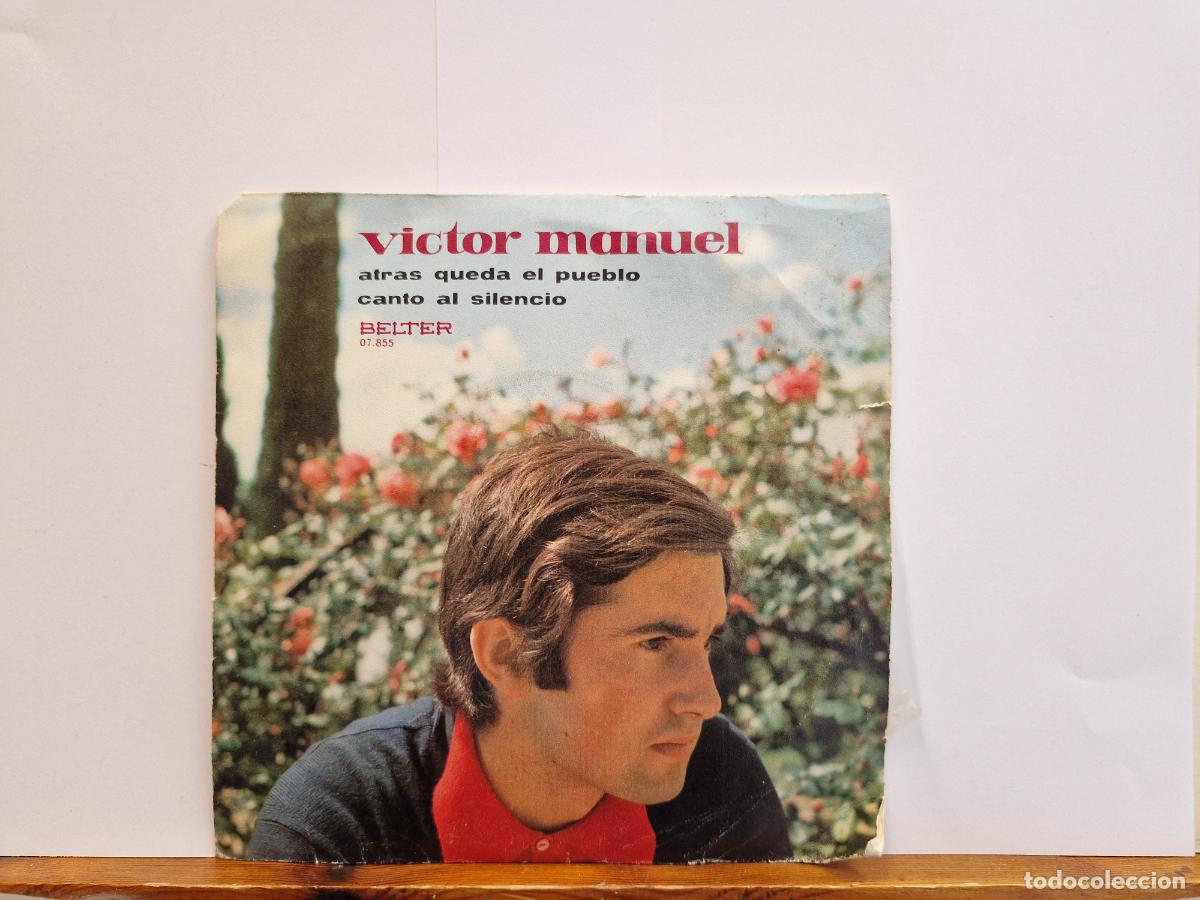 victor manuel
atras queda el pueblo
canto al silencio
BELTER
07.855
todocoleccion